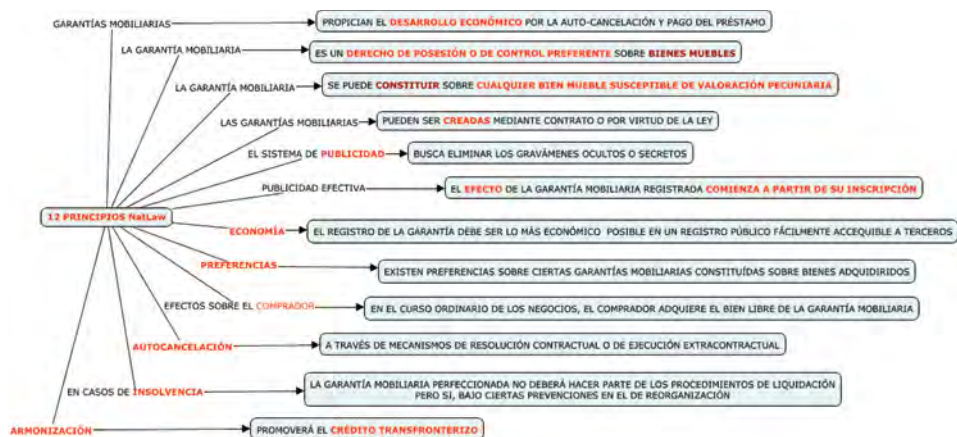 GARANTÍAS MOBILIARIAS
PROPICIAN EL DESARROLLO ECONÓMICO POR LA AUTO-CANCELACIÓN Y PAGO DEL PRÉSTAMO
LA GARANTÍA MOBILIARIA
ES UN DERECHO DE POSESIÓN O DE CONTROL PREFERENTE SOBRE BIENES MUEBLES
LA GARANTÍA MOBILIARIA
SE PUEDE CONSTITUIR SOBRE CUALQUIER BIEN MUEBLE SUSCEPTIBLE DE VALORACIÓN PECUNIARIA
LAS GARANTÍAS MOBILIARIAS
PUEDEN SER CREADAS MEDIANTE CONTRATO O POR VIRTUD DE LA LEY
EL SISTEMA DE PUBLICIDAD
BUSCA ELIMINAR LOS GRAVÁMENES OCULTOS O SECRETOS
PUBLICIDAD EFECTIVA
EL EFECTO DE LA GARANTÍA MOBILIARIA REGISTRADA COMIENZA A PARTIR DE SU INSCRIPCIÓN
12 PRINCIPIOS NatLaw
ECONOMÍA
EL REGISTRO DE LA GARANTÍA DEBE SER LO MÁS ECONÓMICO POSIBLE EN UN REGISTRO PÚBLICO FÁCILMENTE ACCEQUIBLE A TERCEROS
PREFERENCIAS
EXISTEN PREFERENCIAS SOBRE CIERTAS GARANTÍAS MOBILIARIAS CONSTITUÍDAS SOBRE BIENES ADQUIDIRIDOS
EFECTOS SOBRE EL COMPRADOR
EN EL CURSO ORDINARIO DE LOS NEGOCIOS, EL COMPRADOR ADQUIERE EL BIEN LIBRE DE LA GARANTÍA MOBILIARIA
AUTOCANCELACIÓN
A TRAVÉS DE MECANISMOS DE RESOLUCIÓN CONTRACTUAL O DE EJECUCIÓN EXTRACONTRACTUAL
EN CASOS DE INSOLVENCIA
LA GARANTÍA MOBILIARIA PERFECCIONADA NO DEBERÁ HACER PARTE DE LOS PROCEDIMIENTOS DE LIQUIDACIÓN
PERO SI, BAJO CIERTAS PREVENCIONES EN EL DE REORGANIZACIÓN
ARMONIZACIÓN
PROMOVERÁ EL CRÉDITO TRANSFRONTERIZO